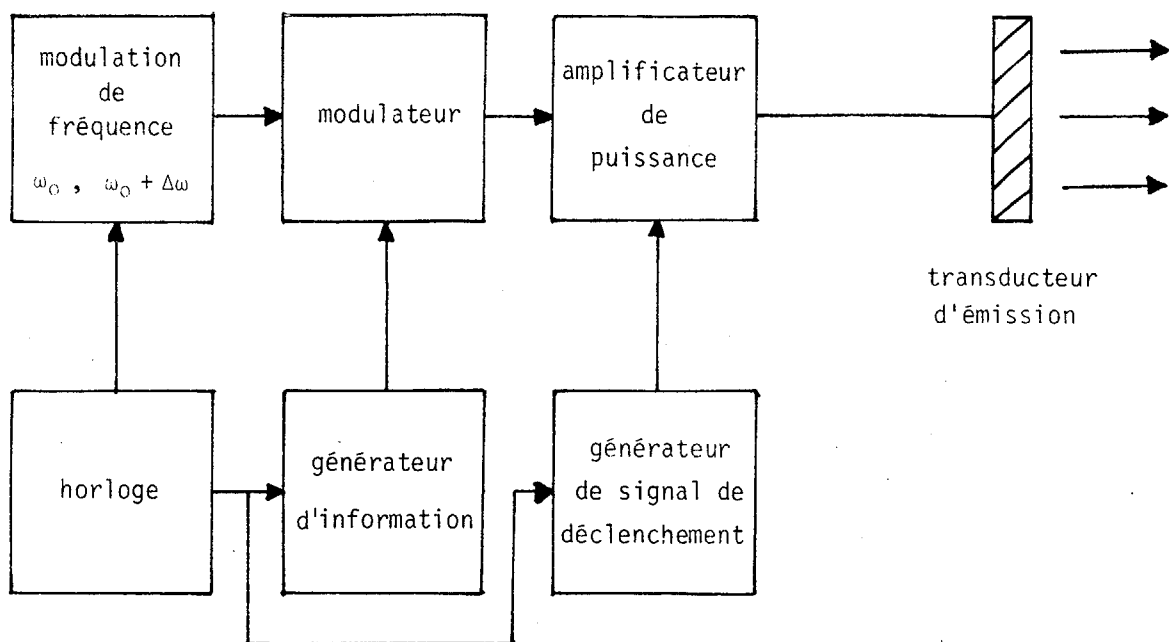 modulation
de
fréquence
ω₀ , ω₀ + Δω
modulateur
amplificateur
de
puissance
transducteur
d'émission
horloge
générateur
d'information
générateur
de signal de
déclenchement